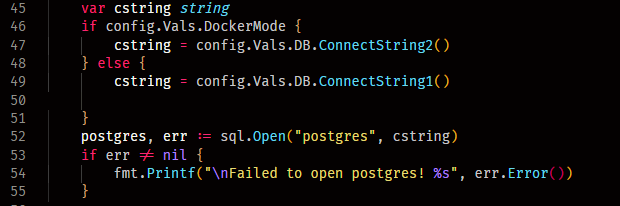 45 var cstring string
46 if config.Vals.DockerMode {
47 cstring = config.Vals.DB.ConnectString2()
48 } else {
49 cstring = config.Vals.DB.ConnectString1()
50
51 }
52 postgres, err := sql.Open("postgres", cstring)
53 if err != nil {
54 fmt.Printf("\nFailed to open postgres! %s", err.Error())
55 }